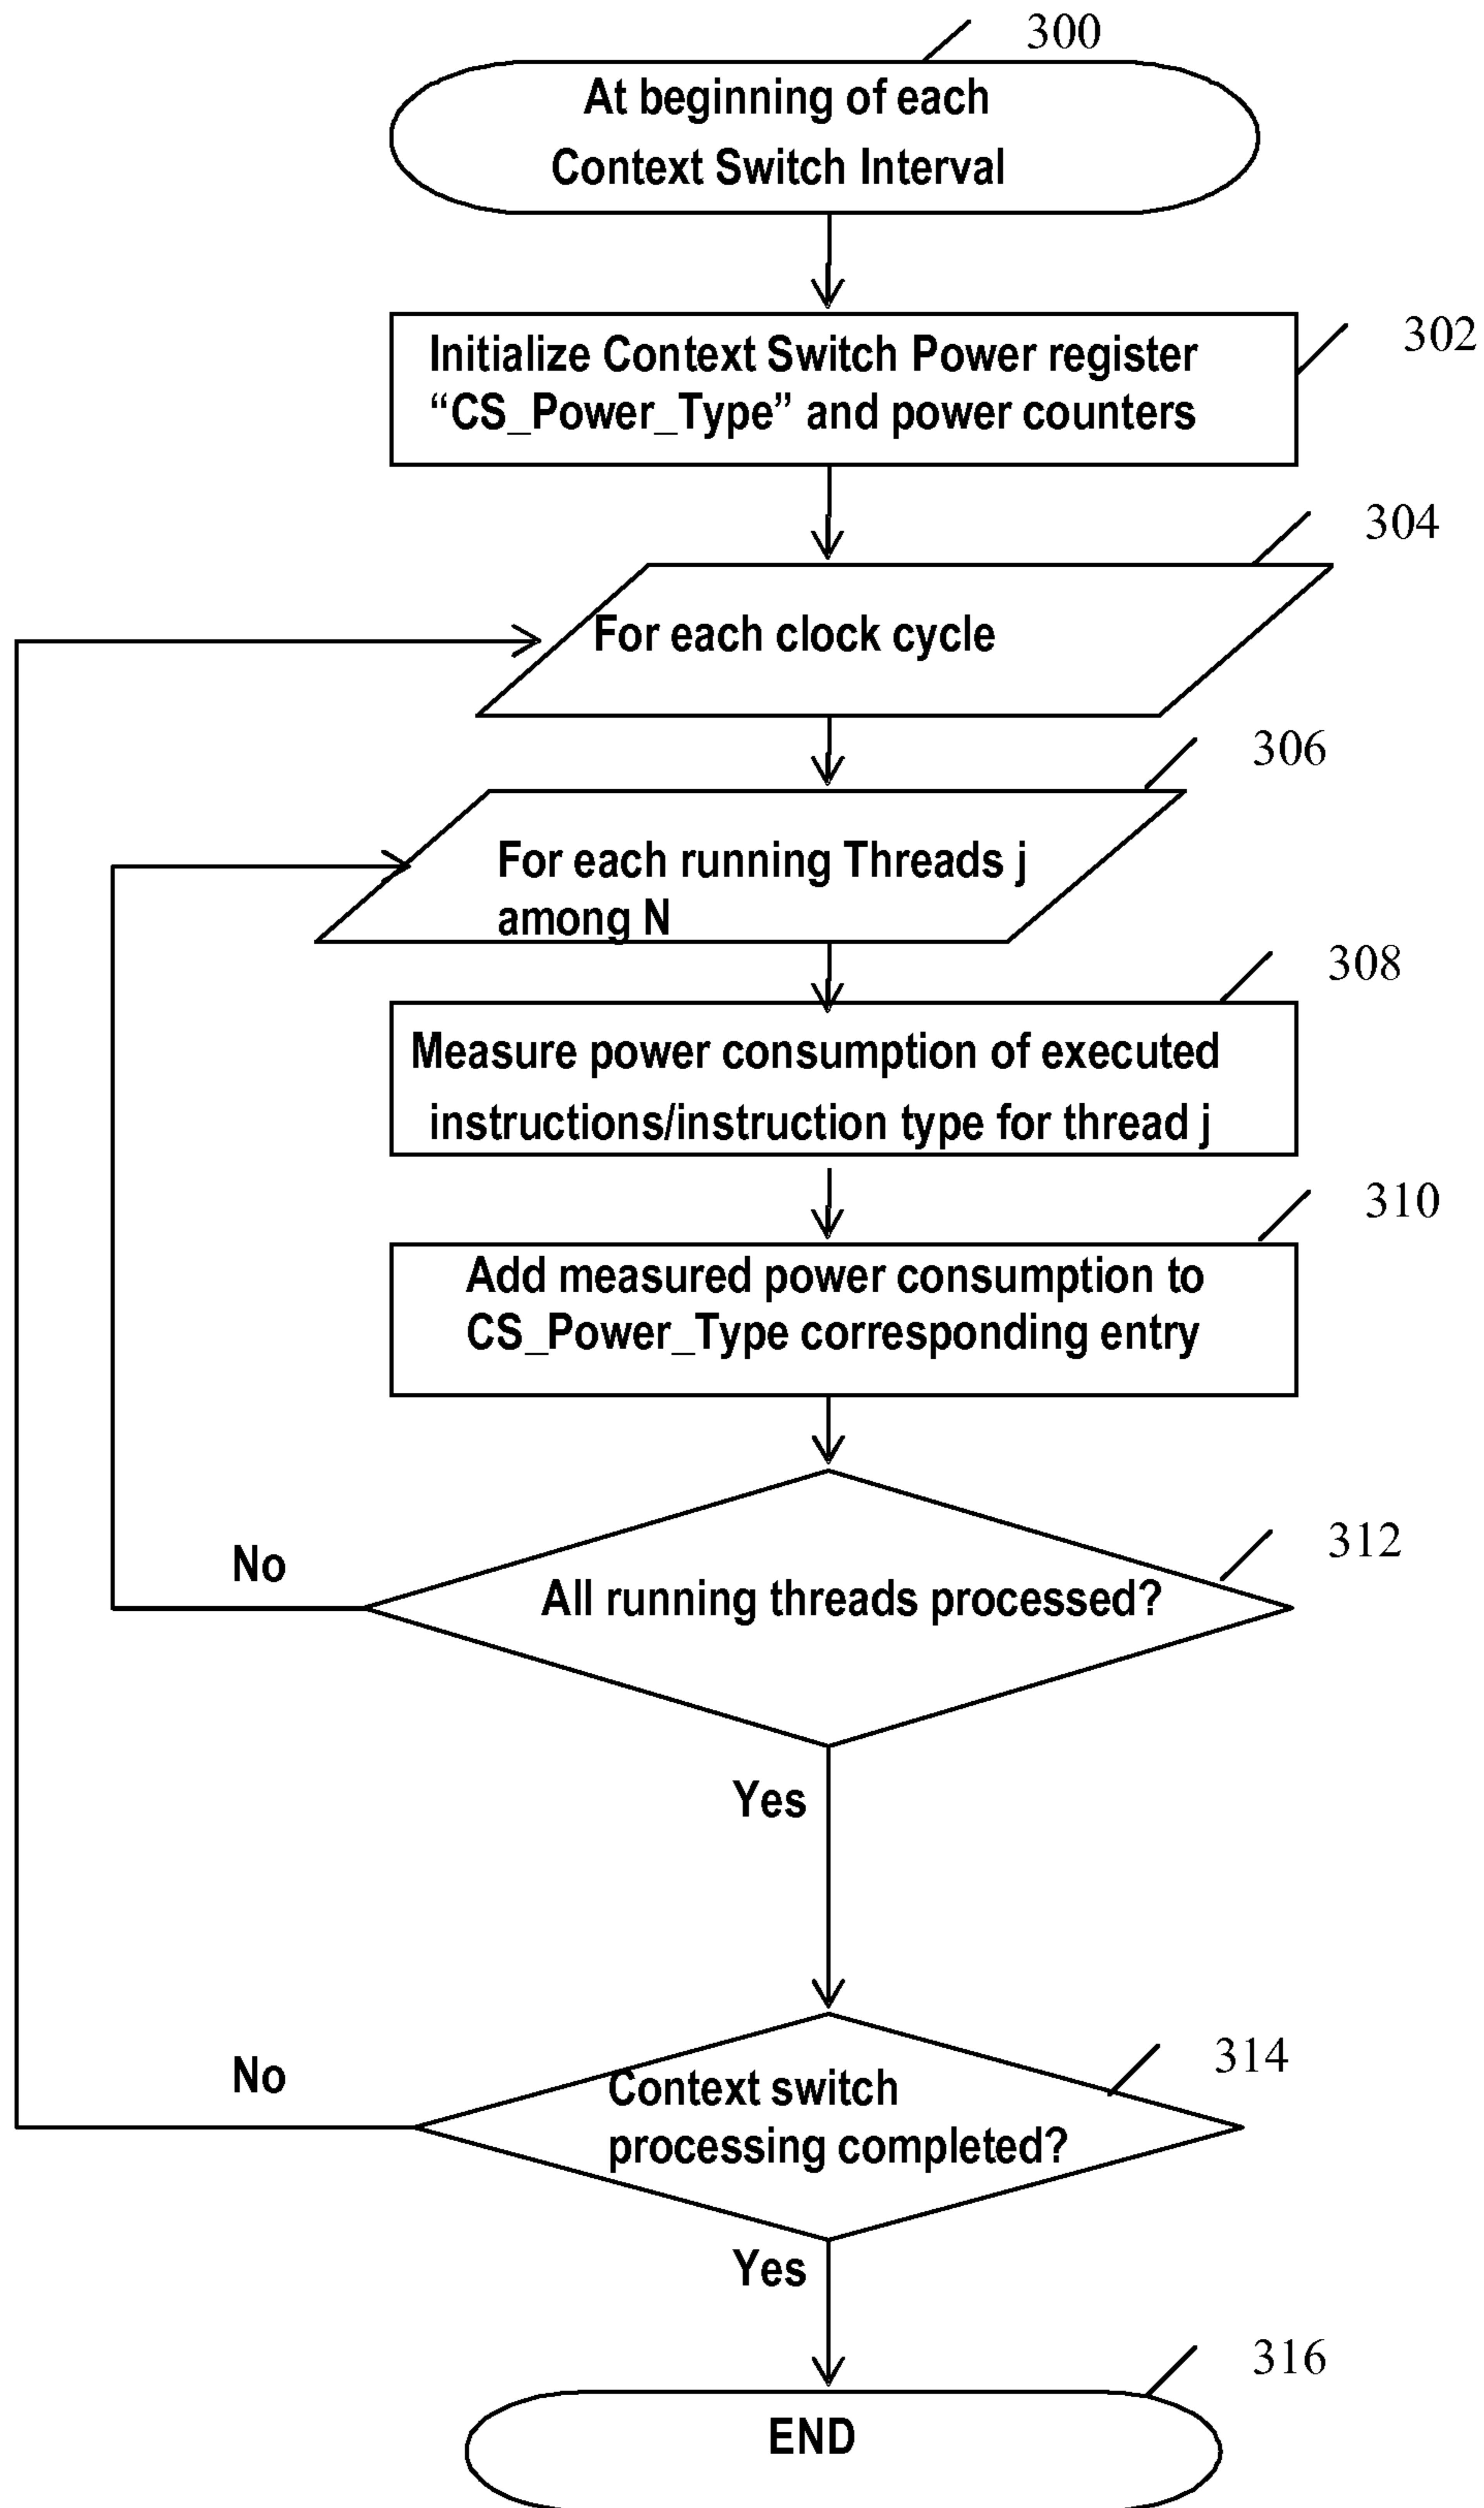 300
At beginning of each
Context Switch Interval
302
Initialize Context Switch Power register
“CS_Power_Type” and power counters
304
For each clock cycle
306
For each running Threads j
among N
308
Measure power consumption of executed
instructions/instruction type for thread j
310
Add measured power consumption to
CS_Power_Type corresponding entry
312
No
All running threads processed?
Yes
314
No
Context switch
processing completed?
Yes
316
END